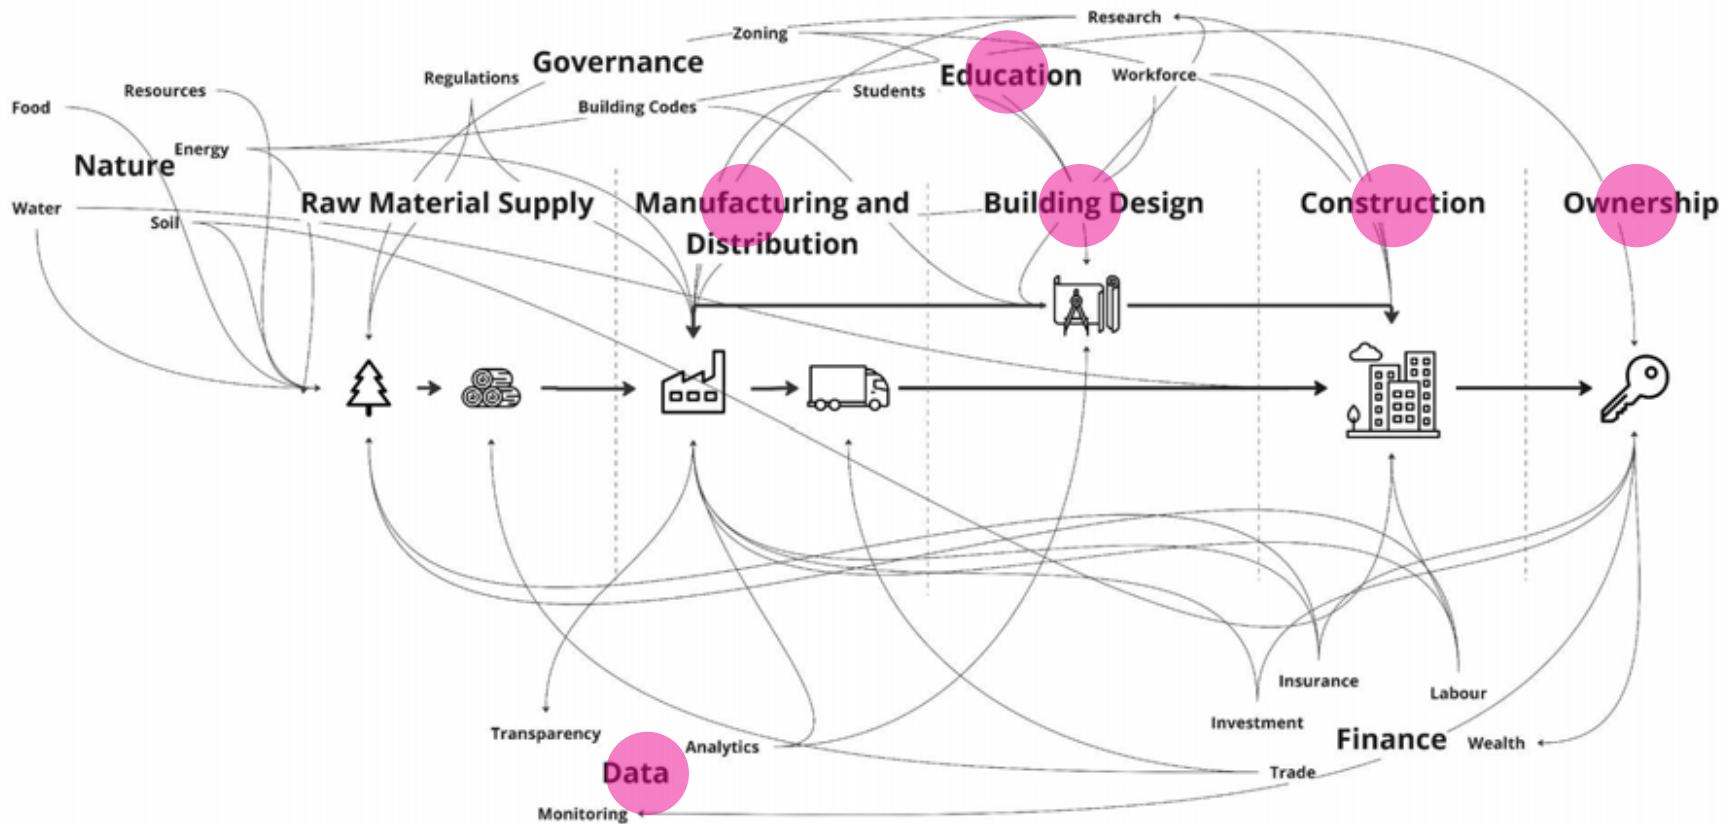 Research
Zoning
Governance
Regulations
Education
Workforce
Resources
Students
Food
Building Codes
Energy
Nature
Raw Material Supply
Manufacturing and
Distribution
Building Design
Construction
Ownership
Water
Soil
Insurance
Labour
Investment
Transparency
Analytics
Finance
Wealth
Data
Trade
Monitoring